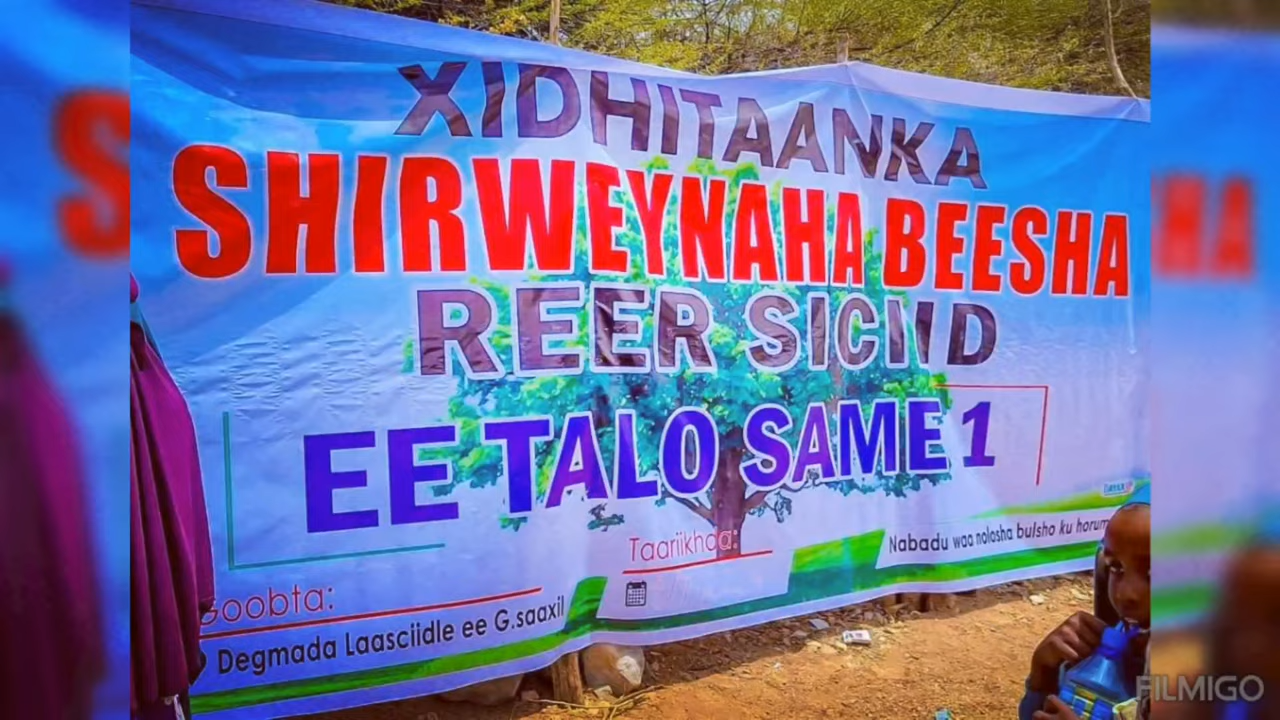 XIDHITAANKA
SHIRWEYNAHA BEESHA
REER SICIID
EE TALO SAME 1
Goobta:
Degmada Laasciidle ee G.saaxil
Taariikhda:
Nabadu waa nolosha bulsho ku horum
FILMIGO